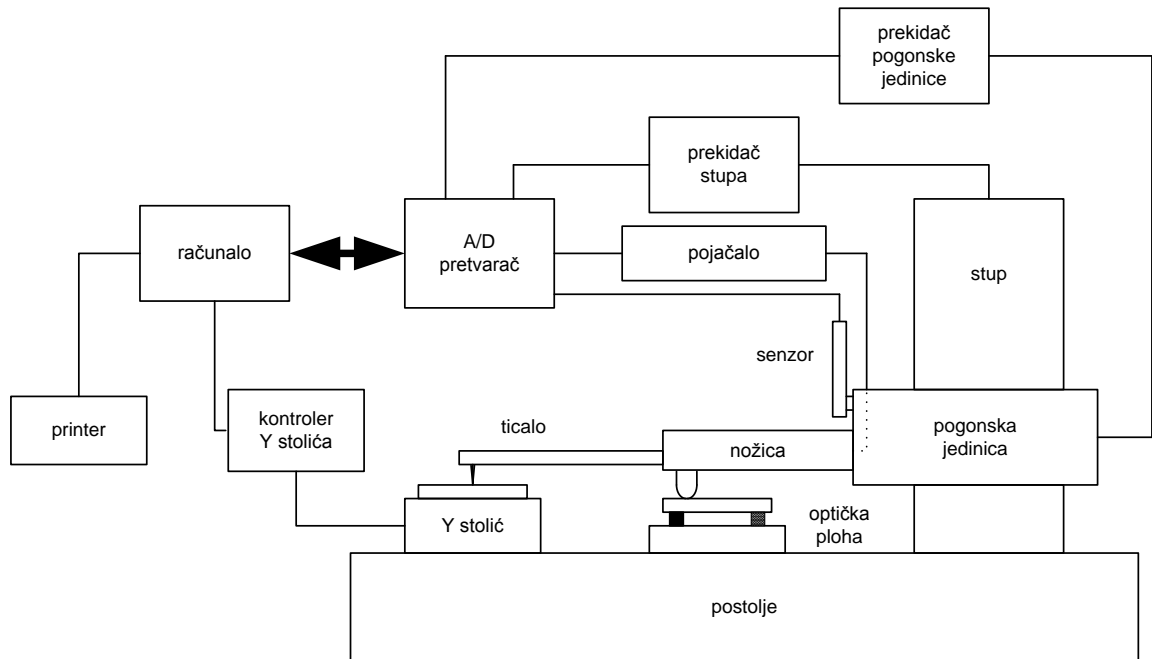 prekidač
pogonske
jedinice
prekidač
stupa
računalo
A/D
pretvarač
pojačalo
stup
senzor
printer
kontroler
Y stolića
ticalo
nožica
pogonska
jedinica
Y stolić
optička
ploha
postolje